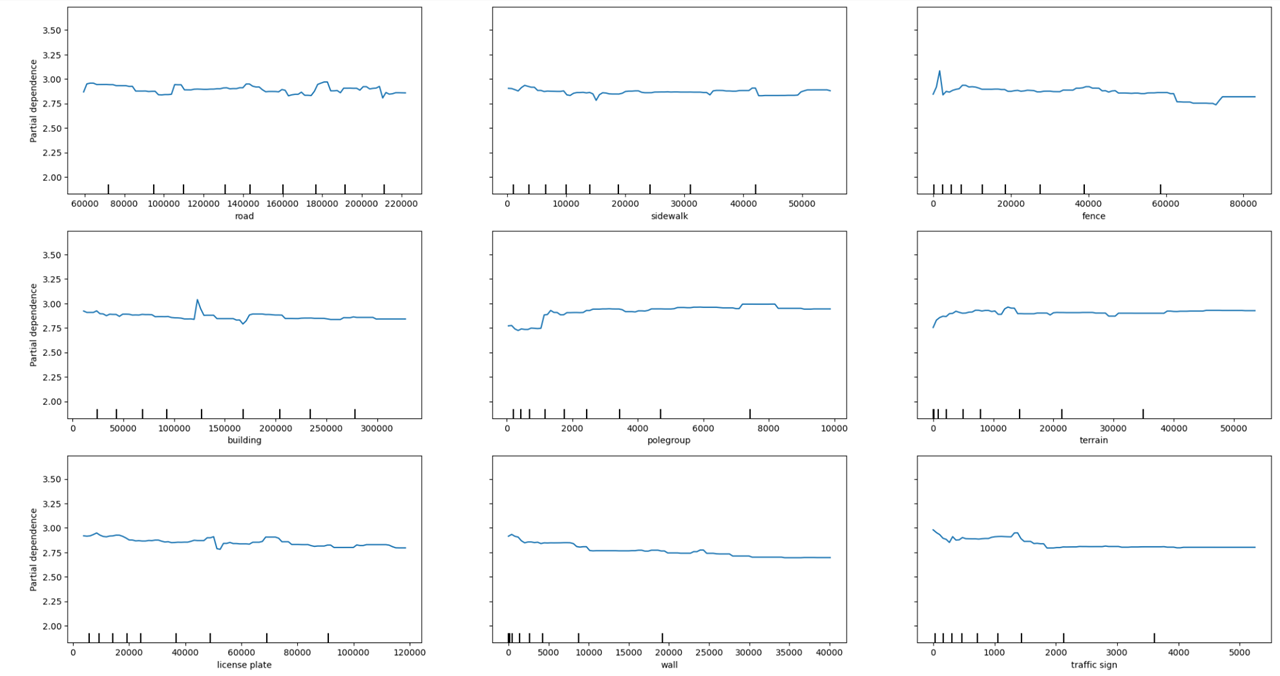 3.50
3.25
3.00
2.75
2.50
2.25
2.00
Partial dependence
60000 80000 100000 120000 140000 160000 180000 200000 220000
road
0 10000 20000 30000 40000 50000
sidewalk
0 20000 40000 60000 80000
fence
3.50
3.25
3.00
2.75
2.50
2.25
2.00
Partial dependence
0 50000 100000 150000 200000 250000 300000
building
0 2000 4000 6000 8000 10000
polegroup
0 10000 20000 30000 40000 50000
terrain
3.50
3.25
3.00
2.75
2.50
2.25
2.00
Partial dependence
0 20000 40000 60000 80000 100000 120000
license plate
0 5000 10000 15000 20000 25000 30000 35000 40000
wall
0 1000 2000 3000 4000 5000
traffic sign